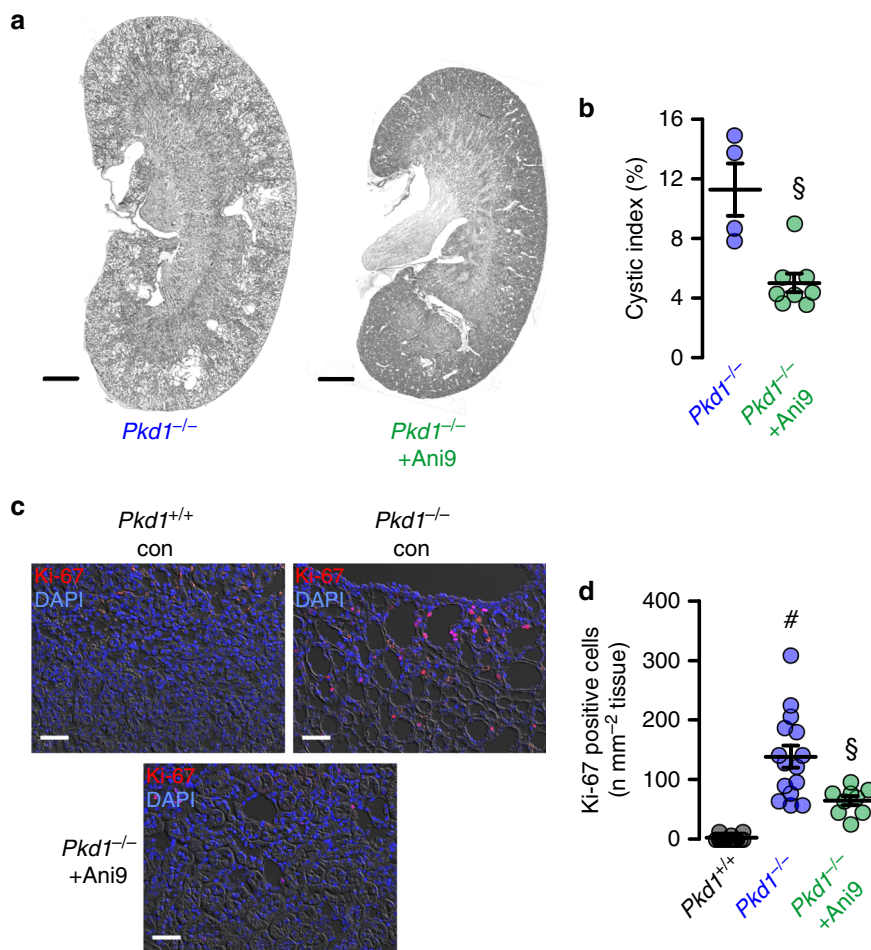 a
Pkd1–/–
Pkd1–/–
+Ani9
b
16
12
8
4
0
Cystic index (%)
§
Pkd1–/–
Pkd1–/–
+Ani9
c
Pkd1+/+
con
Pkd1–/–
con
Ki-67
DAPI
Ki-67
DAPI
Pkd1–/–
+Ani9
Ki-67
DAPI
d
400
300
200
100
0
Ki-67 positive cells
(n mm–2 tissue)
#
§
Pkd1+/+
Pkd1–/–
Pkd1–/–
+Ani9